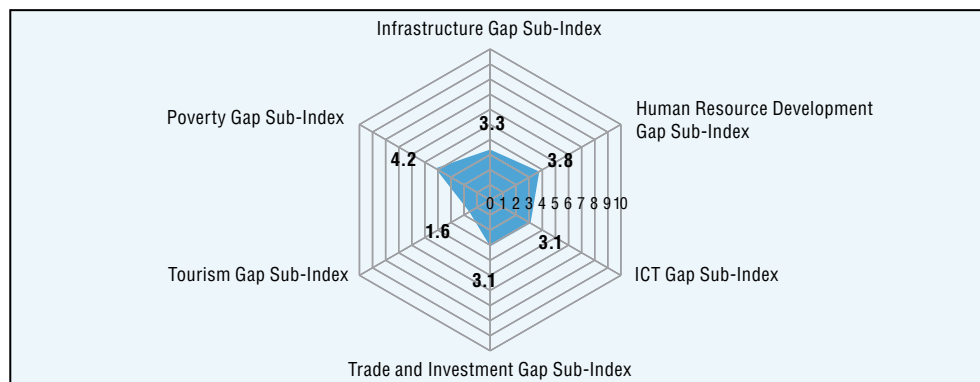 Infrastructure Gap Sub-Index
Poverty Gap Sub-Index
Human Resource Development
Gap Sub-Index
3.3
4.2
3.8
0 1 2 3 4 5 6 7 8 9 10
1.6
3.1
3.1
Tourism Gap Sub-Index
ICT Gap Sub-Index
Trade and Investment Gap Sub-Index